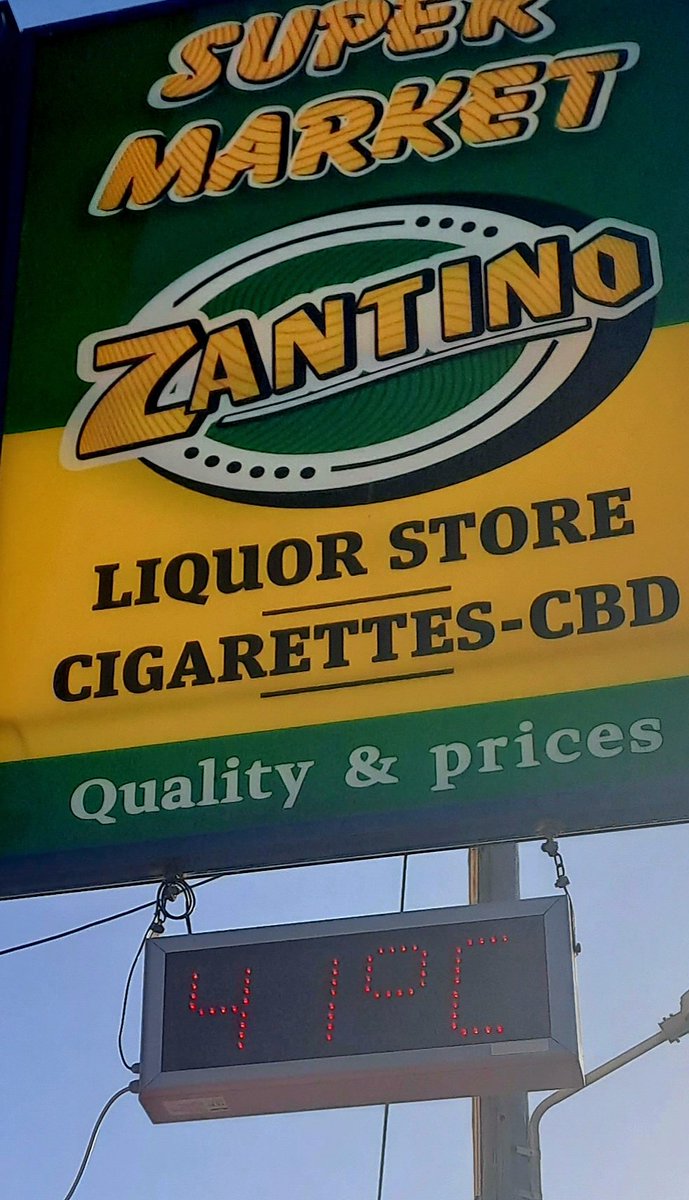 SUPER
MARKET
ZANTINO
LIQUOR STORE
CIGARETTES-CBD
Quality & prices
41°C